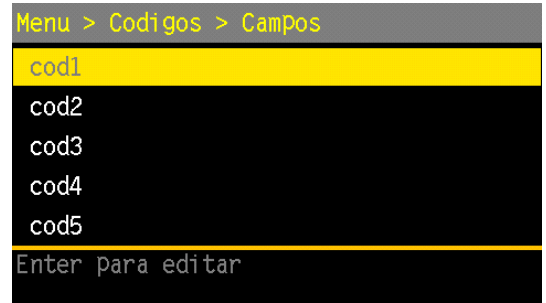 Menu > Codigos > Campos
cod1
cod2
cod3
cod4
cod5
Enter para editar